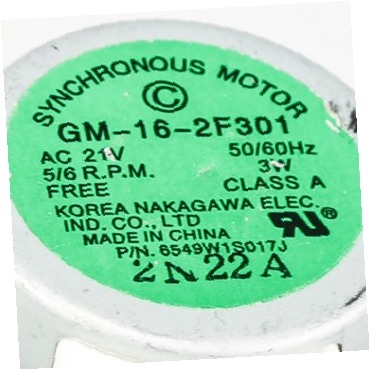 SYNCHRONOUS MOTOR
©
GM-16-2F301
AC 21V 50/60Hz
5/6 R.P.M. 3W
FREE CLASS A
KOREA NAKAGAWA ELEC.
IND. CO., LTD
MADE IN CHINA
P/N. 6549W1S017J
2N22A